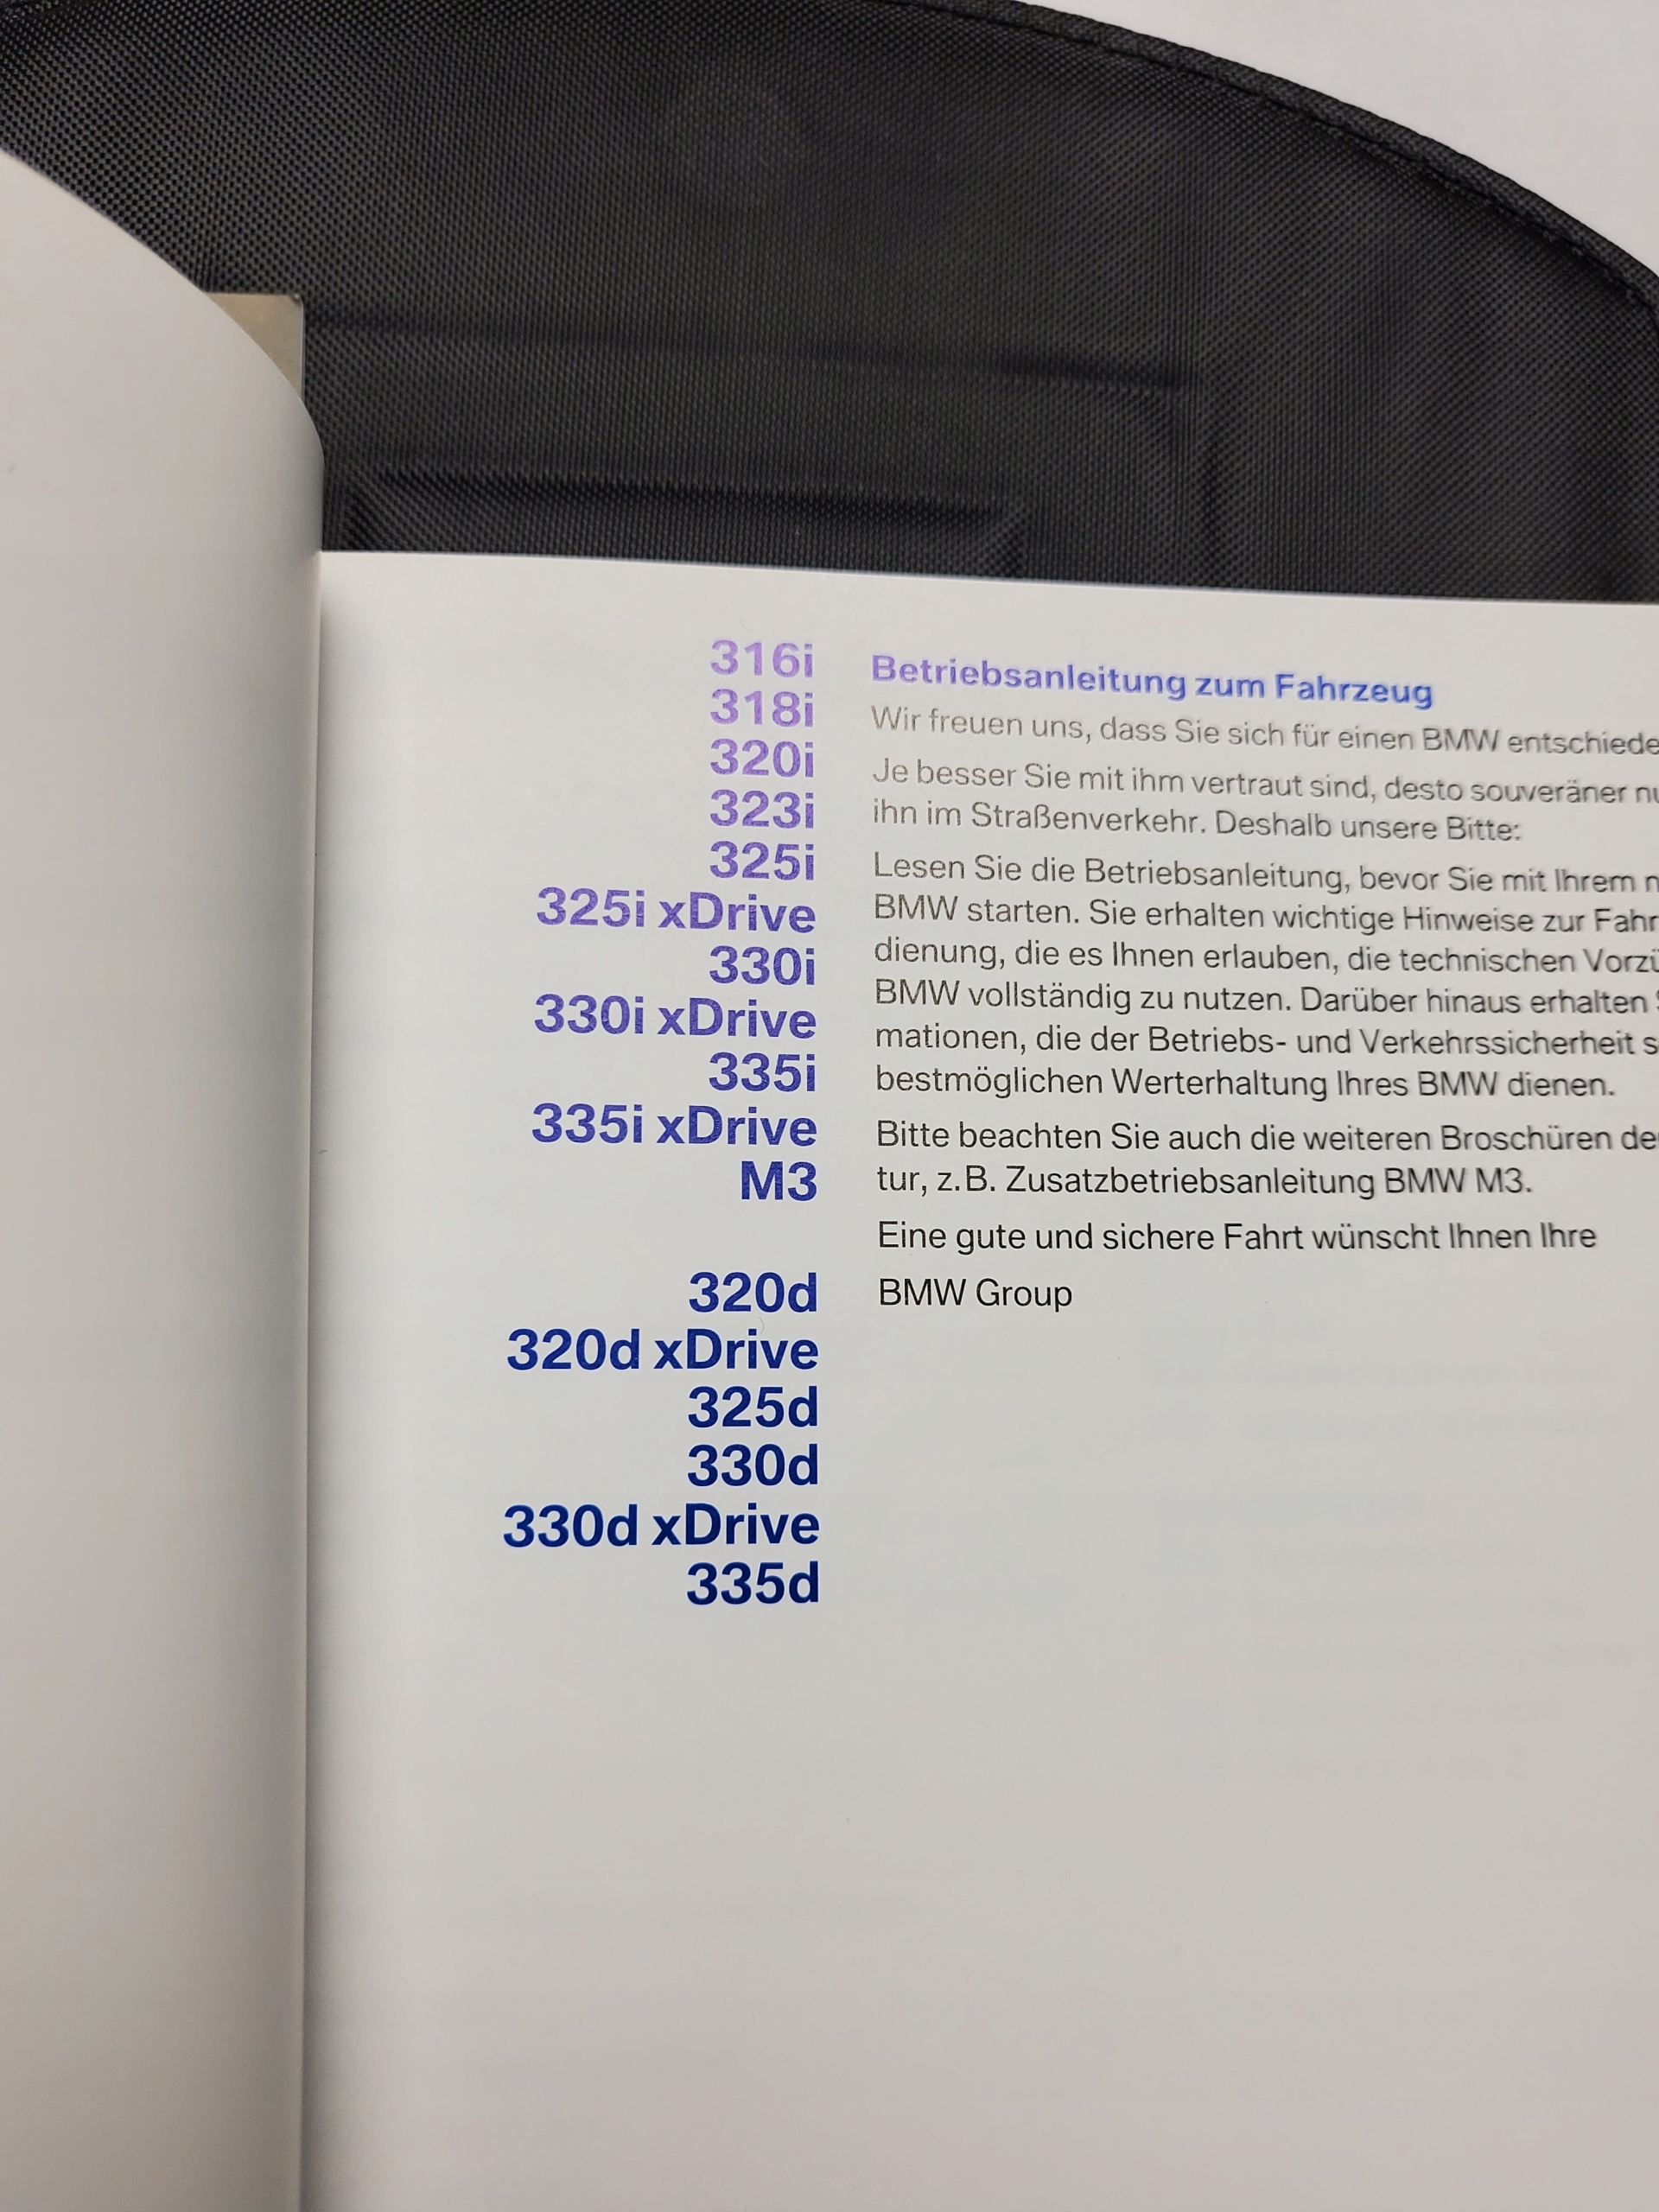 316i
318i
320i
323i
325i
325i xDrive
330i
330i xDrive
335i
335i xDrive
M3
320d
320d xDrive
325d
330d
330d xDrive
335d
Betriebsanleitung zum Fahrzeug
Wir freuen uns, dass Sie sich für einen BMW entschiede
Je besser Sie mit ihm vertraut sind, desto souveräner nu
ihn im Straßenverkehr. Deshalb unsere Bitte:
Lesen Sie die Betriebsanleitung, bevor Sie mit Ihrem n
BMW starten. Sie erhalten wichtige Hinweise zur Fahr
dienung, die es Ihnen erlauben, die technischen Vorzü
BMW vollständig zu nutzen. Darüber hinaus erhalten S
mationen, die der Betriebs- und Verkehrssicherheit s
bestmöglichen Werterhaltung Ihres BMW dienen.
Bitte beachten Sie auch die weiteren Broschüren de
tur, z.B. Zusatzbetriebsanleitung BMW M3.
Eine gute und sichere Fahrt wünscht Ihnen Ihre
BMW Group